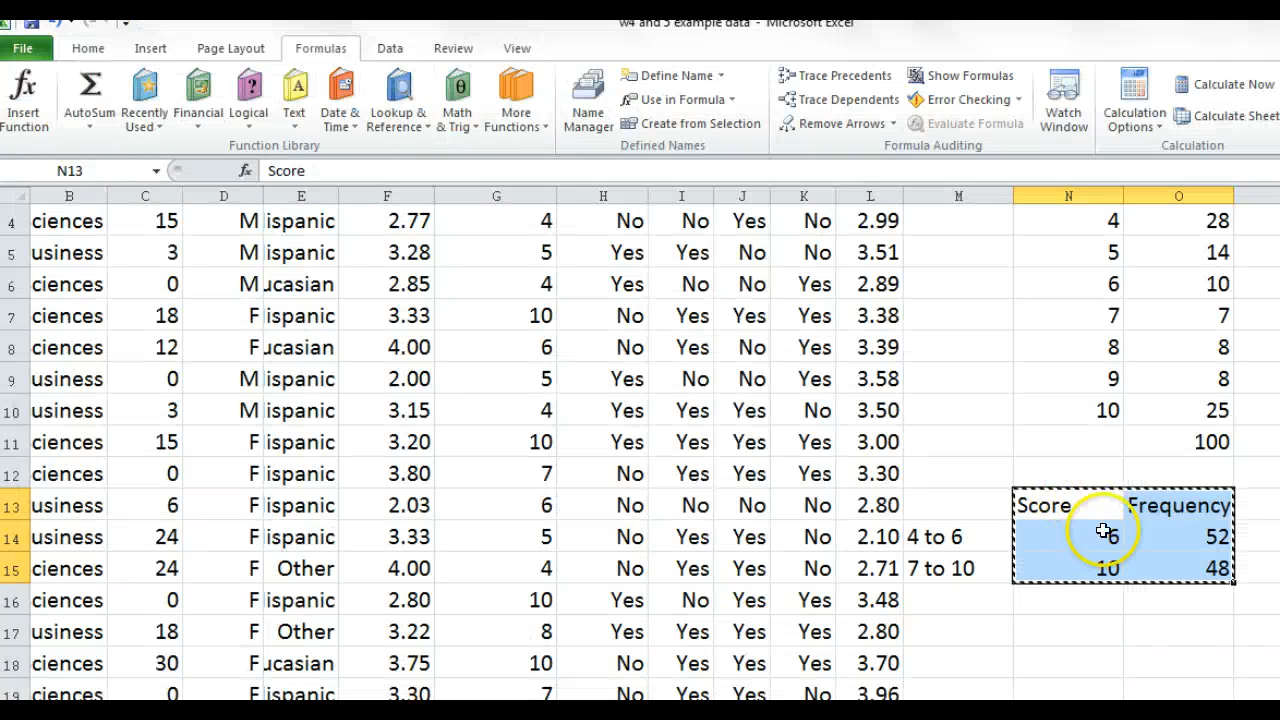 w4 and 5 example data - Microsoft Excel
File Home Insert Page Layout Formulas Data Review View
Insert Function
AutoSum
Recently Used
Financial
Logical
Text
Date & Time
Lookup & Reference
Math & Trig
More Functions
Function Library
Name Manager
Define Name
Use in Formula
Create from Selection
Defined Names
Trace Precedents
Trace Dependents
Remove Arrows
Show Formulas
Error Checking
Evaluate Formula
Formula Auditing
Watch Window
Calculation Options
Calculate Now
Calculate Sheet
Calculation
N13 fx Score
B C D E F G H I J K L M N O
4 ciences 15 M ispanic 2.77 4 No No Yes No 2.99 4 28
5 usiness 3 M ispanic 3.28 5 Yes Yes No No 3.51 5 14
6 ciences 0 M ucasian 2.85 4 Yes No No Yes 2.89 6 10
7 ciences 18 F ispanic 3.33 10 No Yes Yes Yes 3.38 7 7
8 ciences 12 F ucasian 4.00 6 No Yes No Yes 3.39 8 8
9 usiness 0 M ispanic 2.00 5 Yes No No Yes 3.58 9 8
10 usiness 3 M ispanic 3.15 4 Yes Yes Yes No 3.50 10 25
11 ciences 15 F ispanic 3.20 10 Yes Yes Yes Yes 3.00 100
12 ciences 0 F ispanic 3.80 7 No Yes Yes Yes 3.30
13 usiness 6 F ispanic 2.03 6 No No No No 2.80 Score Frequency
14 usiness 24 F ispanic 3.33 5 No Yes Yes No 2.10 4 to 6 6 52
15 ciences 24 F Other 4.00 4 No Yes Yes No 2.71 7 to 10 10 48
16 ciences 0 F ispanic 2.80 10 Yes No Yes Yes 3.48
17 usiness 18 F Other 3.22 8 Yes Yes Yes Yes 2.80
18 ciences 30 F ucasian 3.75 10 No Yes Yes Yes 3.70
19 ciences 0 F ispanic 3.30 7 No Yes Yes Yes 3.96